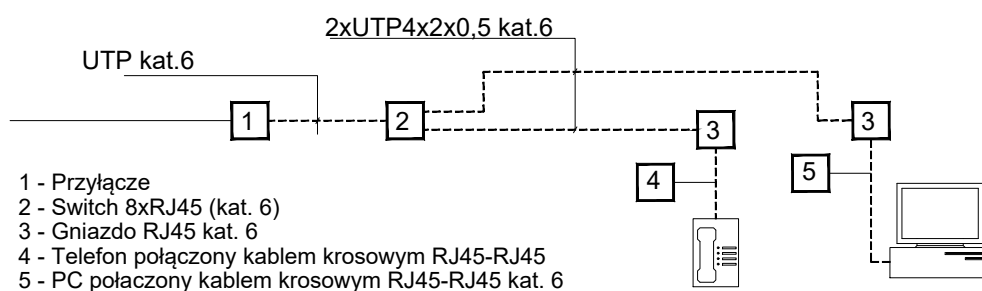 2xUTP4x2x0,5 kat.6
UTP kat.6
1
2
3
3
4
5
1 - Przyłącze
2 - Switch 8xRJ45 (kat. 6)
3 - Gniazdo RJ45 kat. 6
4 - Telefon połączony kablem krosowym RJ45-RJ45
5 - PC połaczony kablem krosowym RJ45-RJ45 kat. 6